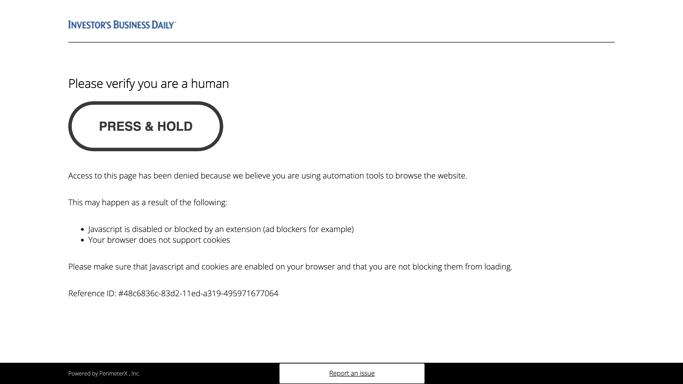 INVESTOR'S BUSINESS DAILY
Please verify you are a human
PRESS & HOLD
Access to this page has been denied because we believe you are using automation tools to browse the website.
This may happen as a result of the following:
• Javascript is disabled or blocked by an extension (ad blockers for example)
• Your browser does not support cookies
Please make sure that Javascript and cookies are enabled on your browser and that you are not blocking them from loading.
Reference ID: #48c6836c-83d2-11ed-a319-495971677064
Powered by PerimeterX , Inc.
Report an issue